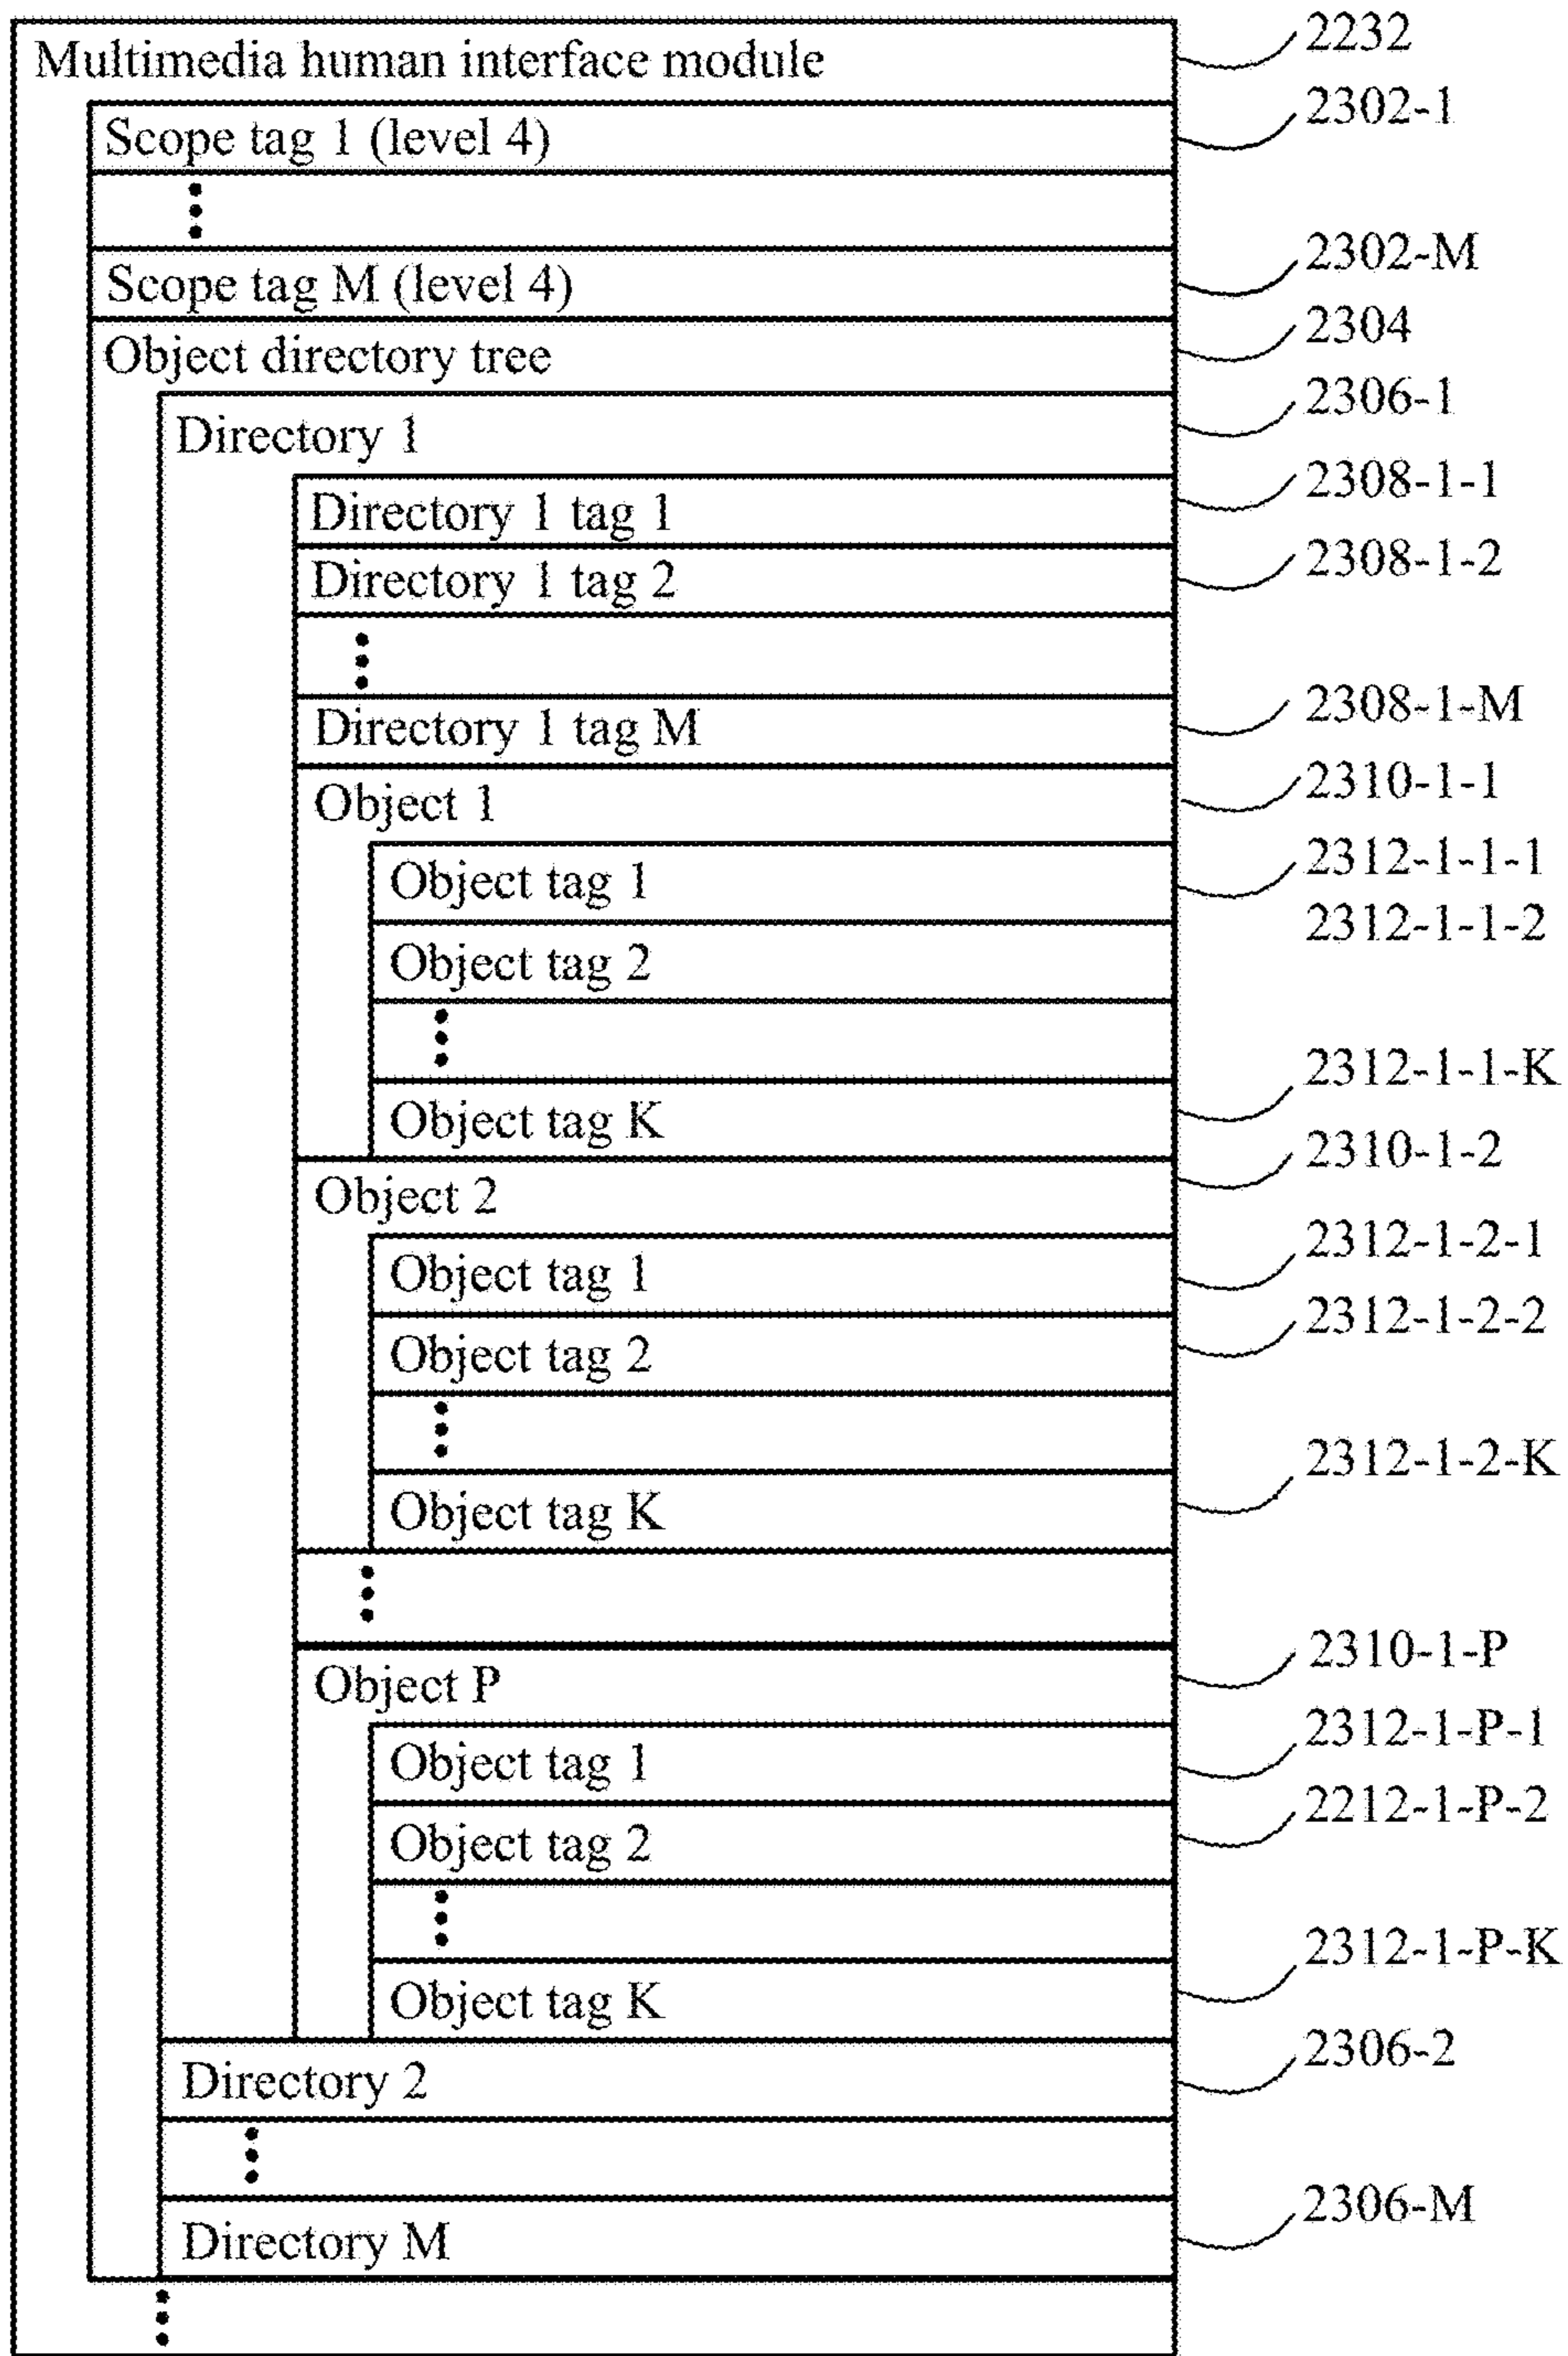 Multimedia human interface module 2232
Scope tag 1 (level 4) 2302-1
Scope tag M (level 4) 2302-M
Object directory tree 2304
Directory 1 2306-1
Directory 1 tag 1 2308-1-1
Directory 1 tag 2 2308-1-2
Directory 1 tag M 2308-1-M
Object 1 2310-1-1
Object tag 1 2312-1-1-1
Object tag 2 2312-1-1-2
Object tag K 2312-1-1-K
Object 2 2310-1-2
Object tag 1 2312-1-2-1
Object tag 2 2312-1-2-2
Object tag K 2312-1-2-K
Object P 2310-1-P
Object tag 1 2312-1-P-1
Object tag 2 2212-1-P-2
Object tag K 2312-1-P-K
Directory 2 2306-2
Directory M 2306-M